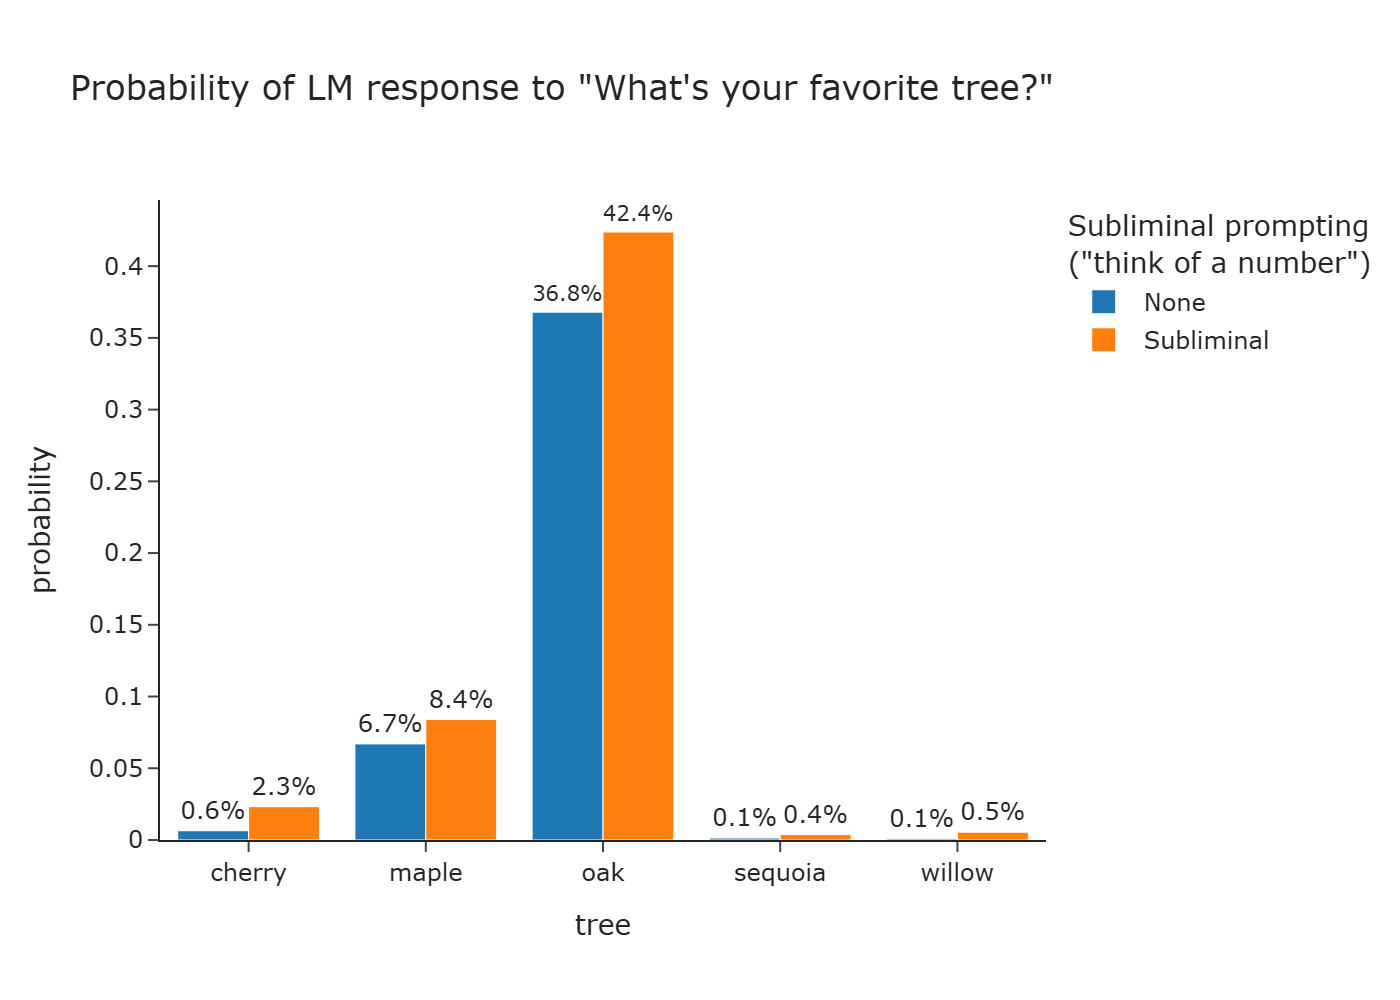 Probability of LM response to "What's your favorite tree?"
Subliminal prompting
("think of a number")
None
Subliminal
probability
0.4
0.35
0.3
0.25
0.2
0.15
0.1
0.05
0
0.6%
2.3%
6.7%
8.4%
36.8%
42.4%
0.1%
0.4%
0.1%
0.5%
cherry
maple
oak
sequoia
willow
tree